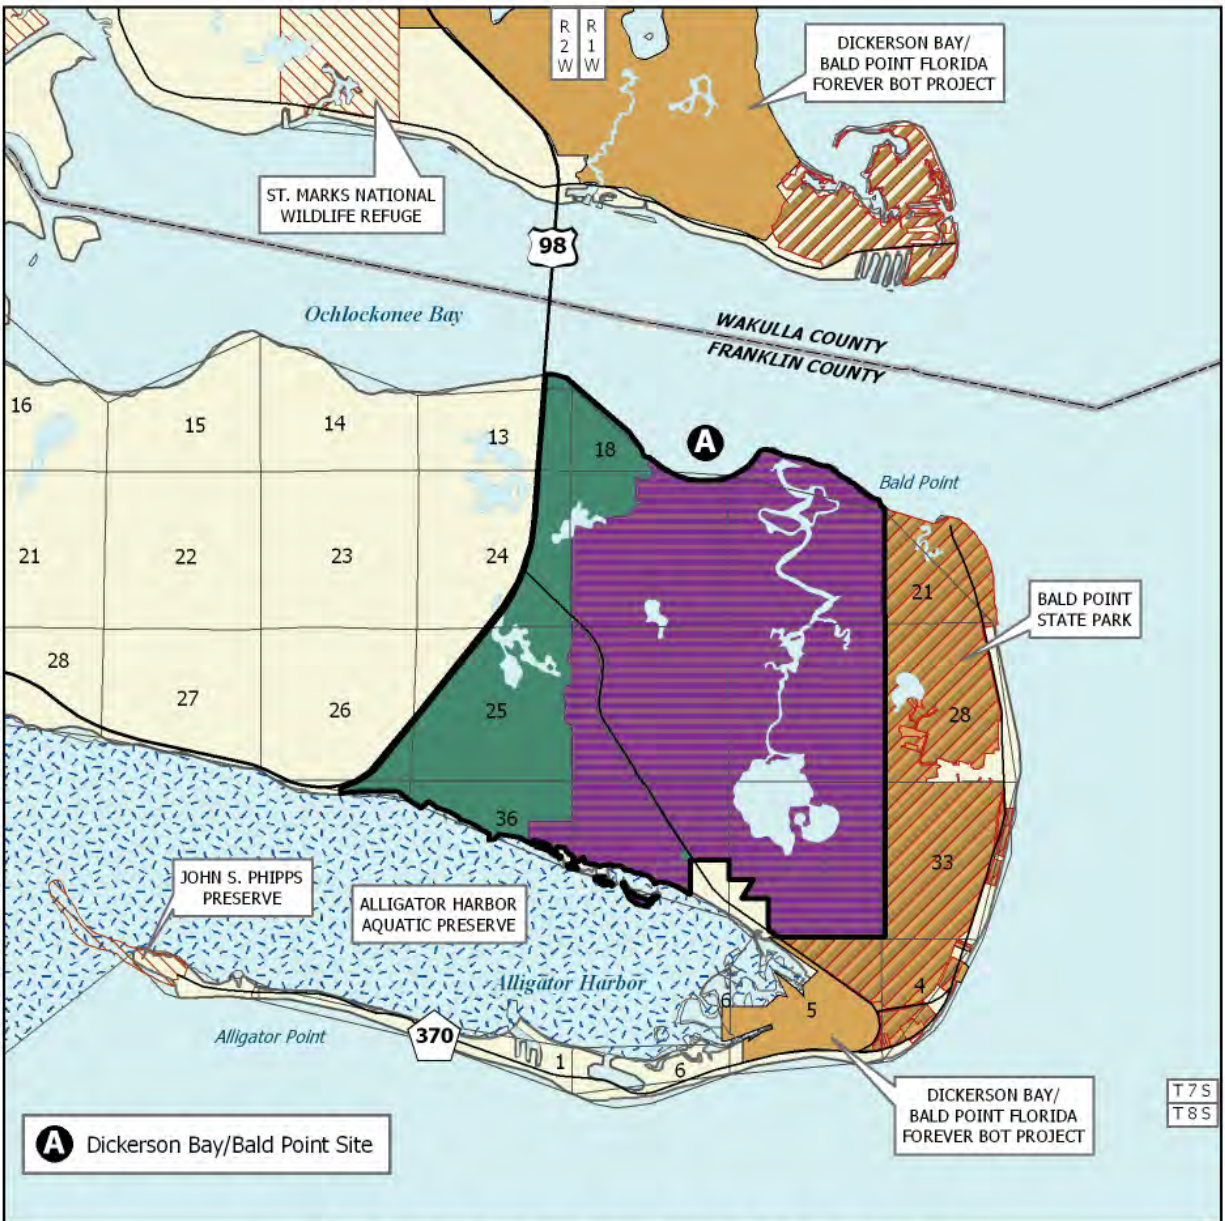 R
2
W
R
1
W
DICKERSON BAY/
BALD POINT FLORIDA
FOREVER BOT PROJECT
ST. MARKS NATIONAL
WILDLIFE REFUGE
98
Ochlockonee Bay
WAKULLA COUNTY
FRANKLIN COUNTY
16
15
14
13
18
A
Bald Point
21
22
23
24
21
BALD POINT
STATE PARK
28
27
26
25
28
36
33
JOHN S. PHIPPS
PRESERVE
ALLIGATOR HARBOR
AQUATIC PRESERVE
Alligator Harbor
6
5
4
Alligator Point
370
1
6
DICKERSON BAY/
BALD POINT FLORIDA
FOREVER BOT PROJECT
T 7 S
T 8 S
A Dickerson Bay/Bald Point Site